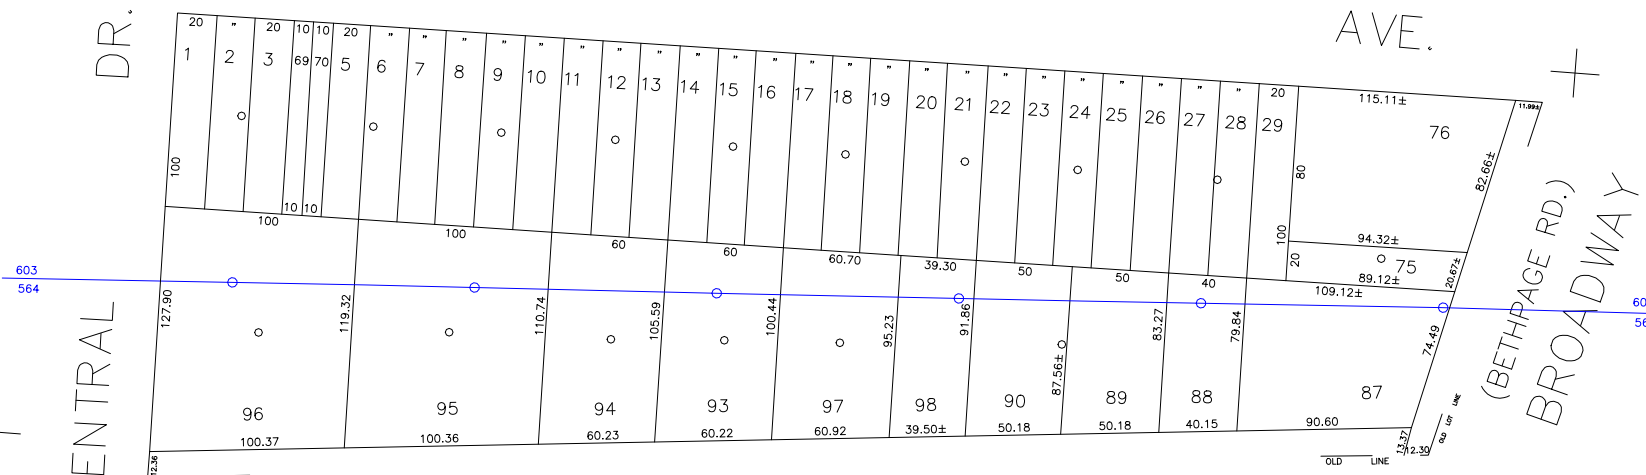 DR.
AVE.
20 " 20 10 10 20 " " " " " " " " " " " " " " " " " " " " " " " 20 115.11± 11.99±
1 2 3 69 70 5 6 7 8 9 10 11 12 13 14 15 16 17 18 19 20 21 22 23 24 25 26 27 28 29 76
100 80 82.66±
10 10
100 100 60 60 60.70 39.30 50 50 40
100 94.32±
20 75 20.67±
89.12±
109.12±
603
564
60
56
127.90 119.32 110.74 105.59 100.44 95.23 91.86 87.56± 83.27 79.84 74.49
96 95 94 93 97 98 90 89 88 87
100.37 100.36 60.23 60.22 60.92 39.50± 50.18 50.18 40.15 90.60
12.36
13.37
12.30
OLD LINE
OLD LOT LINE
ENTRAL
(BETHPAGE RD.)
BROADWAY